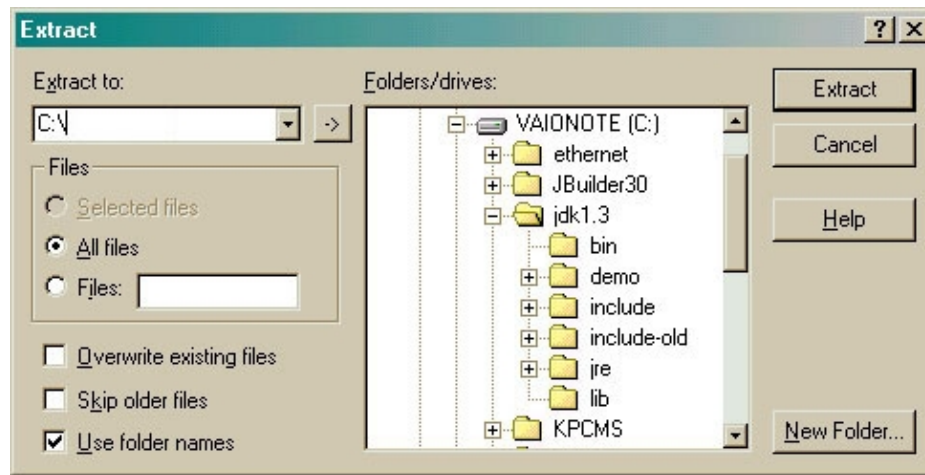 Extract
Extract to:
C:\
->
Files
Selected files
All files
Files:
Overwrite existing files
Skip older files
Use folder names
Folders/drives:
VAIONOTE (C:)
ethernet
JBuilder30
jdk1.3
bin
demo
include
include-old
jre
lib
KPCMS
Extract
Cancel
Help
New Folder...